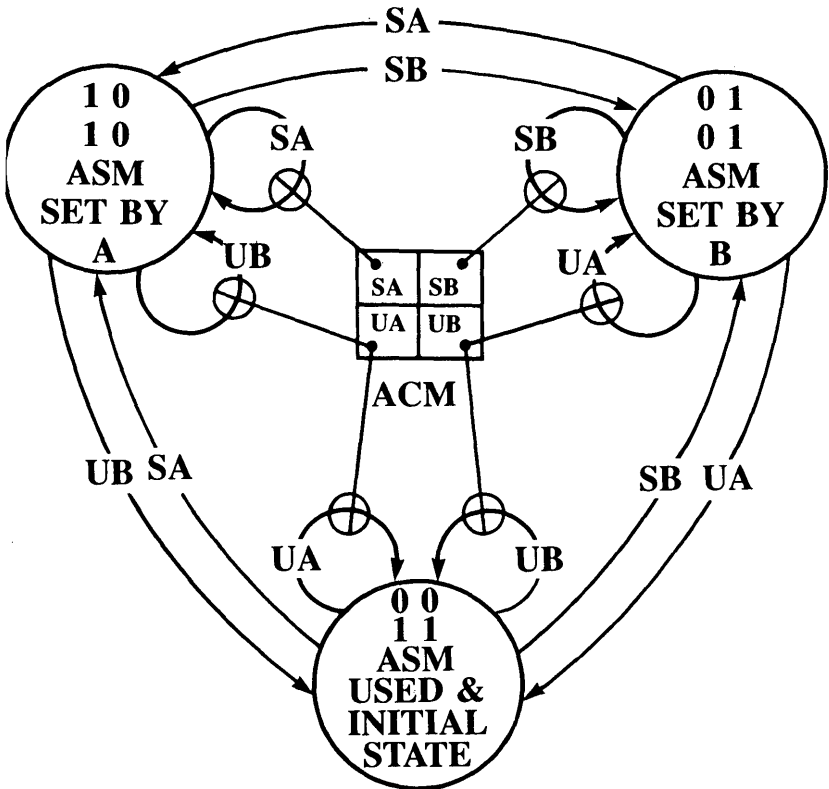 SA
SB
1 0
1 0
ASM
SET BY
A
0 1
0 1
ASM
SET BY
B
SA
SB
UB
UA
SA SB
UA UB
ACM
UB SA
SB UA
UA
UB
0 0
1 1
ASM
USED &
INITIAL
STATE